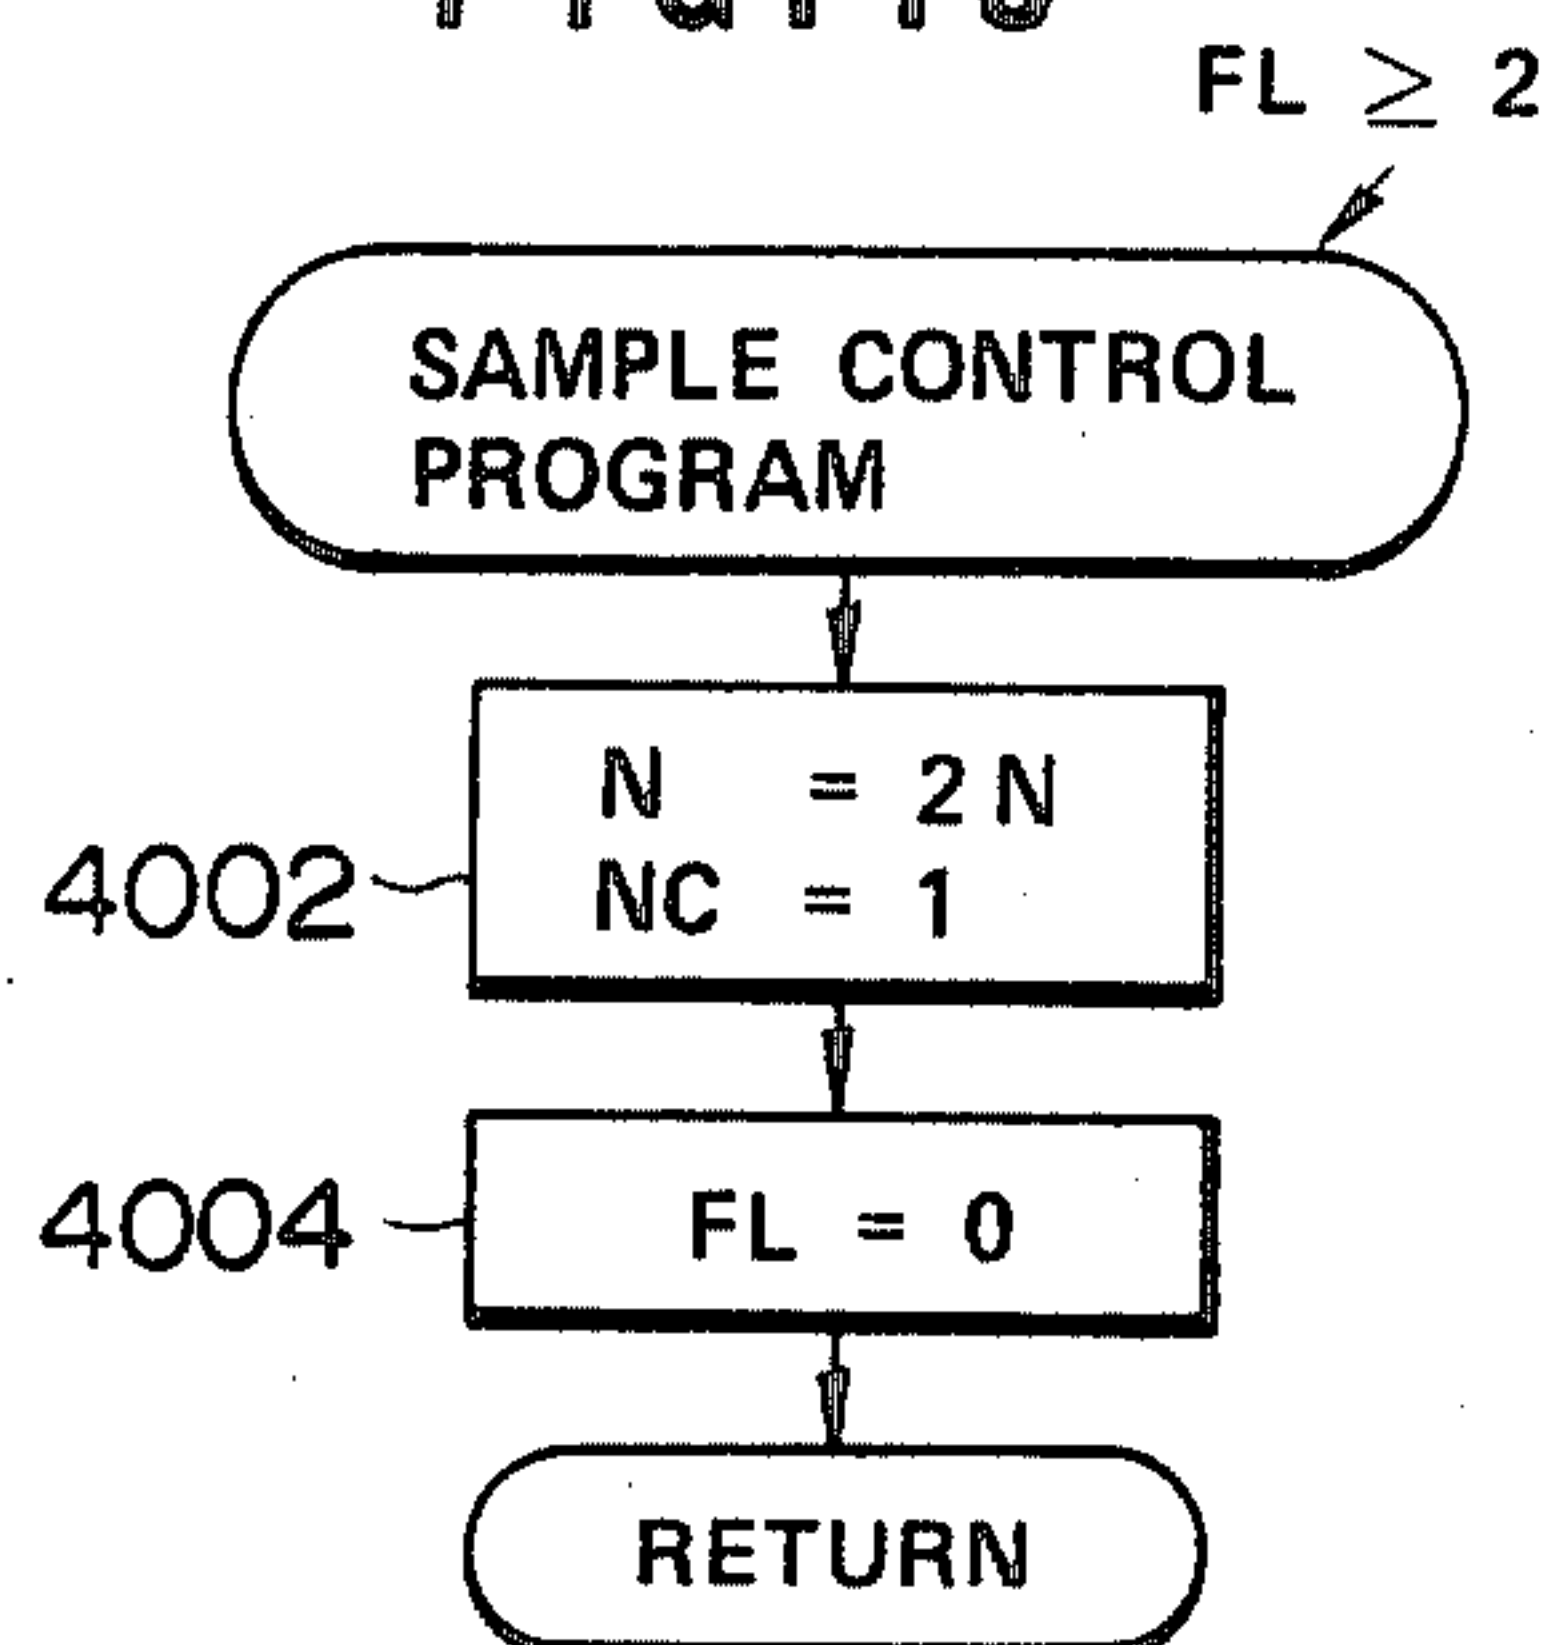 FL ≥ 2
SAMPLE CONTROL
PROGRAM
N = 2N
NC = 1
4002
FL = 0
4004
RETURN